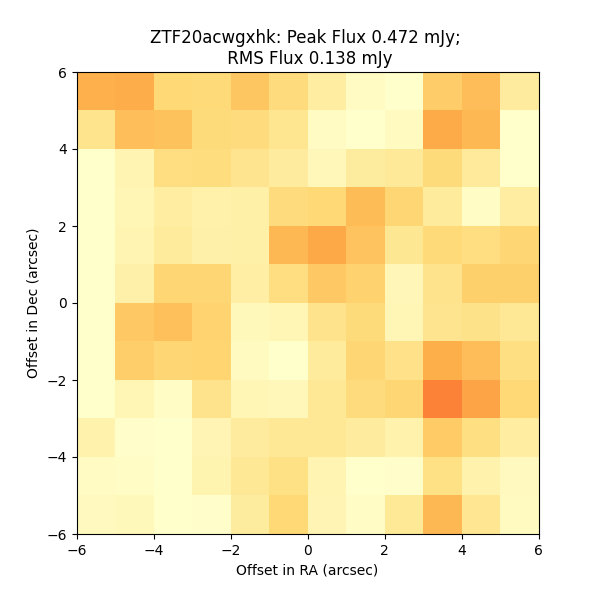 ZTF20acwgxhk: Peak Flux 0.472 mJy;
RMS Flux 0.138 mJy
6
4
2
0
−2
−4
−6
Offset in Dec (arcsec)
−6 −4 −2 0 2 4 6
Offset in RA (arcsec)